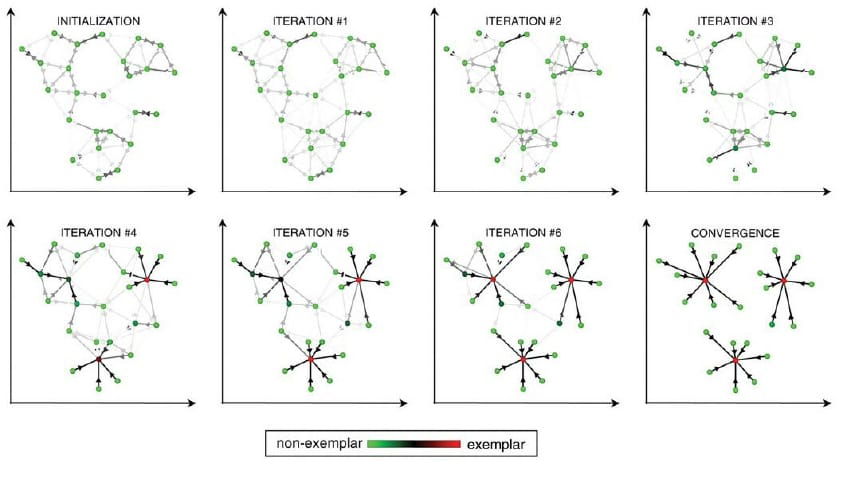 INITIALIZATION
ITERATION #1
ITERATION #2
ITERATION #3
ITERATION #4
ITERATION #5
ITERATION #6
CONVERGENCE
non-exemplar
exemplar